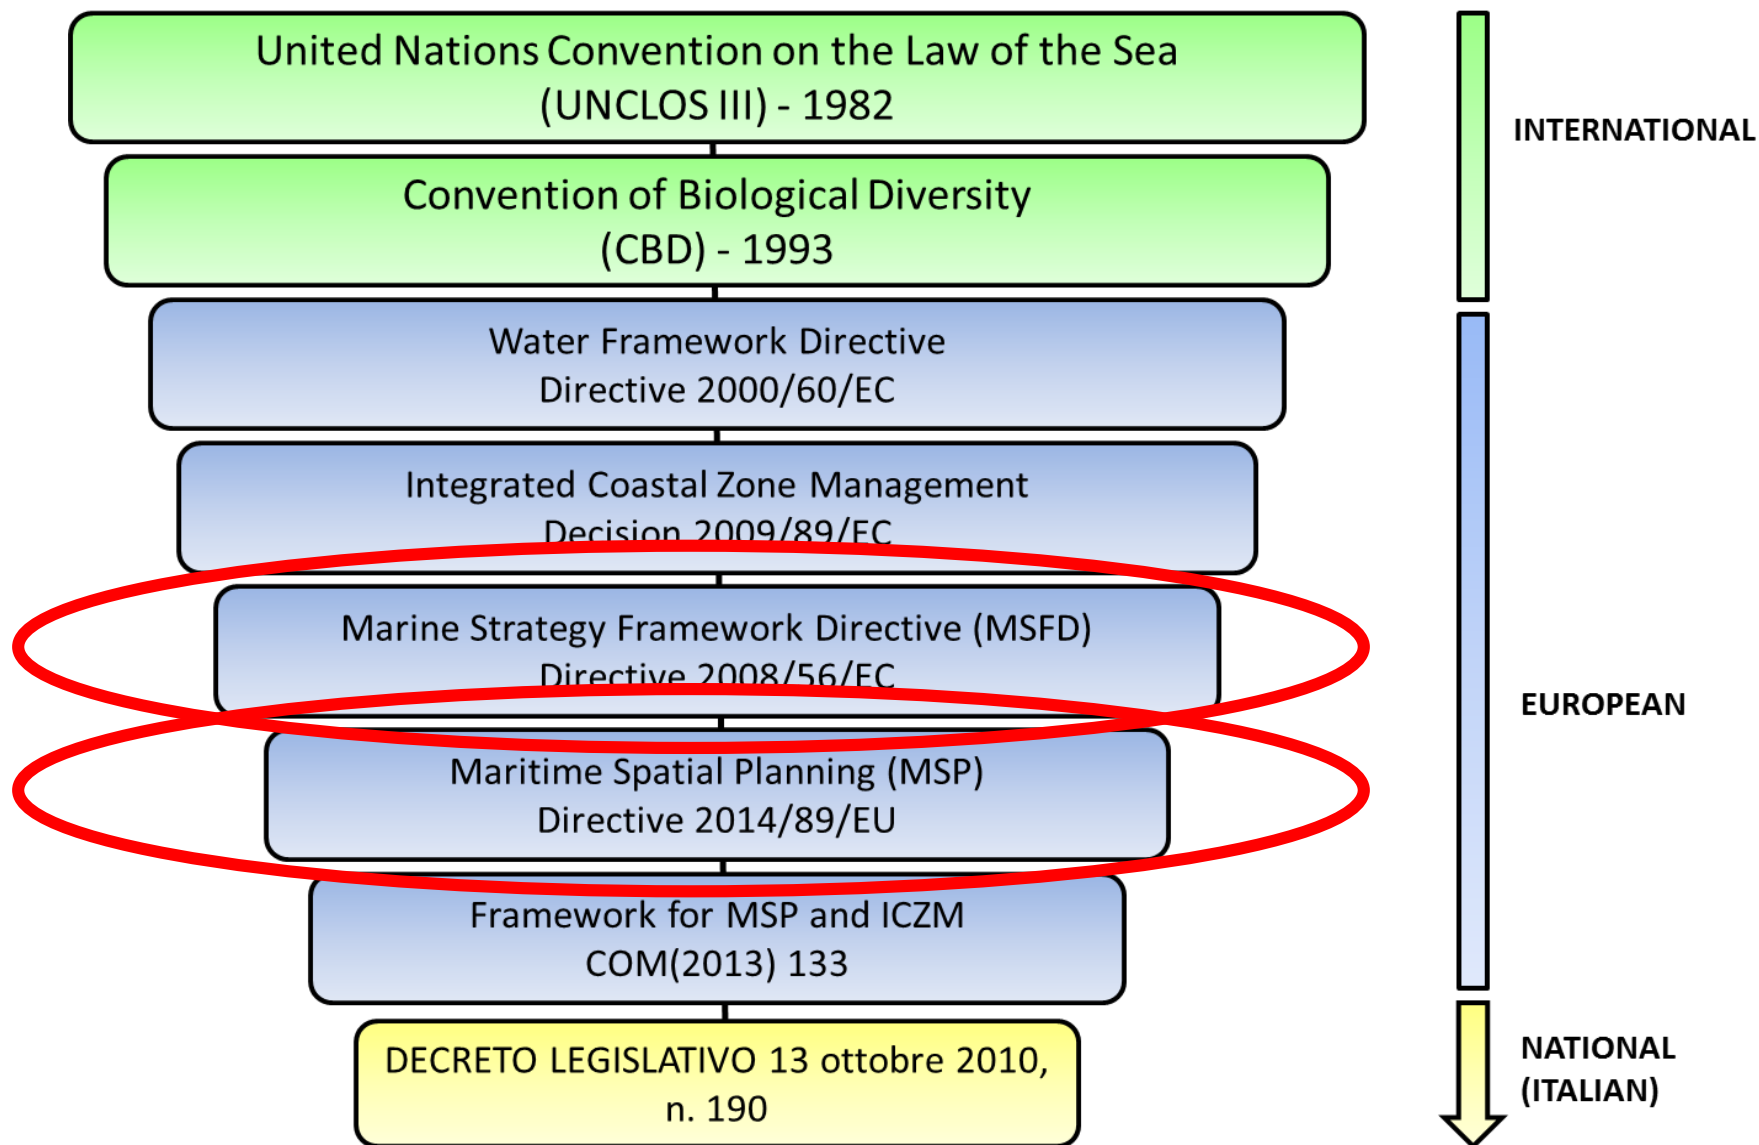 United Nations Convention on the Law of the Sea
(UNCLOS III) - 1982
Convention of Biological Diversity
(CBD) - 1993
Water Framework Directive
Directive 2000/60/EC
Integrated Coastal Zone Management
Decision 2009/89/EC
Marine Strategy Framework Directive (MSFD)
Directive 2008/56/EC
Maritime Spatial Planning (MSP)
Directive 2014/89/EU
Framework for MSP and ICZM
COM(2013) 133
DECRETO LEGISLATIVO 13 ottobre 2010,
n. 190
INTERNATIONAL
EUROPEAN
NATIONAL
(ITALIAN)